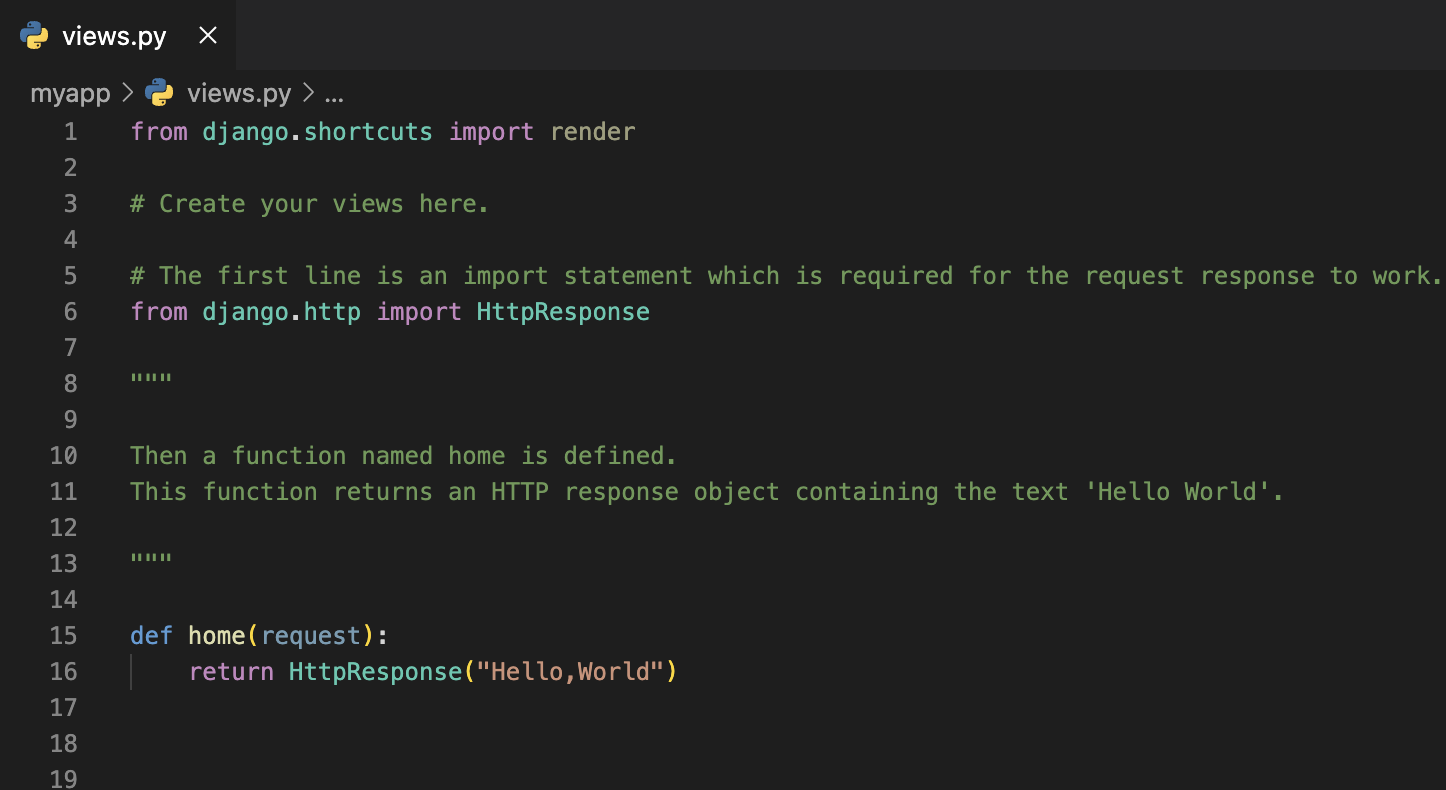 views.py ×
myapp > views.py > ...
1 from django.shortcuts import render
2
3 # Create your views here.
4
5 # The first line is an import statement which is required for the request response to work.
6 from django.http import HttpResponse
7
8 """
9
10 Then a function named home is defined.
11 This function returns an HTTP response object containing the text 'Hello World'.
12
13 """
14
15 def home(request):
16     return HttpResponse("Hello,World")
17
18
19